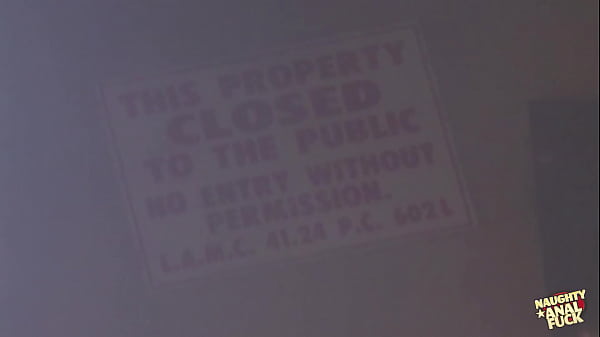 THIS PROPERTY
CLOSED
TO THE PUBLIC
NO ENTRY WITHOUT
PERMISSION.
L.A.M.C. 41.24 P.C. 602L
NAUGHTY
ANAL
FUCK